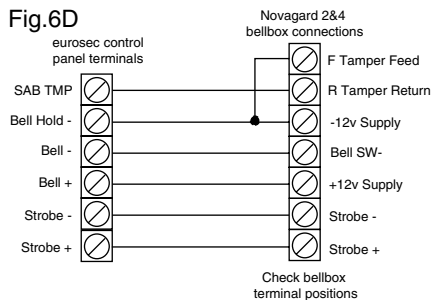 Fig.6D
eurosec control
panel terminals
Novagard 2&4
bellbox connections
F Tamper Feed
SAB TMP
R Tamper Return
Bell Hold -
-12v Supply
Bell -
Bell SW-
Bell +
+12v Supply
Strobe -
Strobe -
Strobe +
Strobe +
Check bellbox
terminal positions